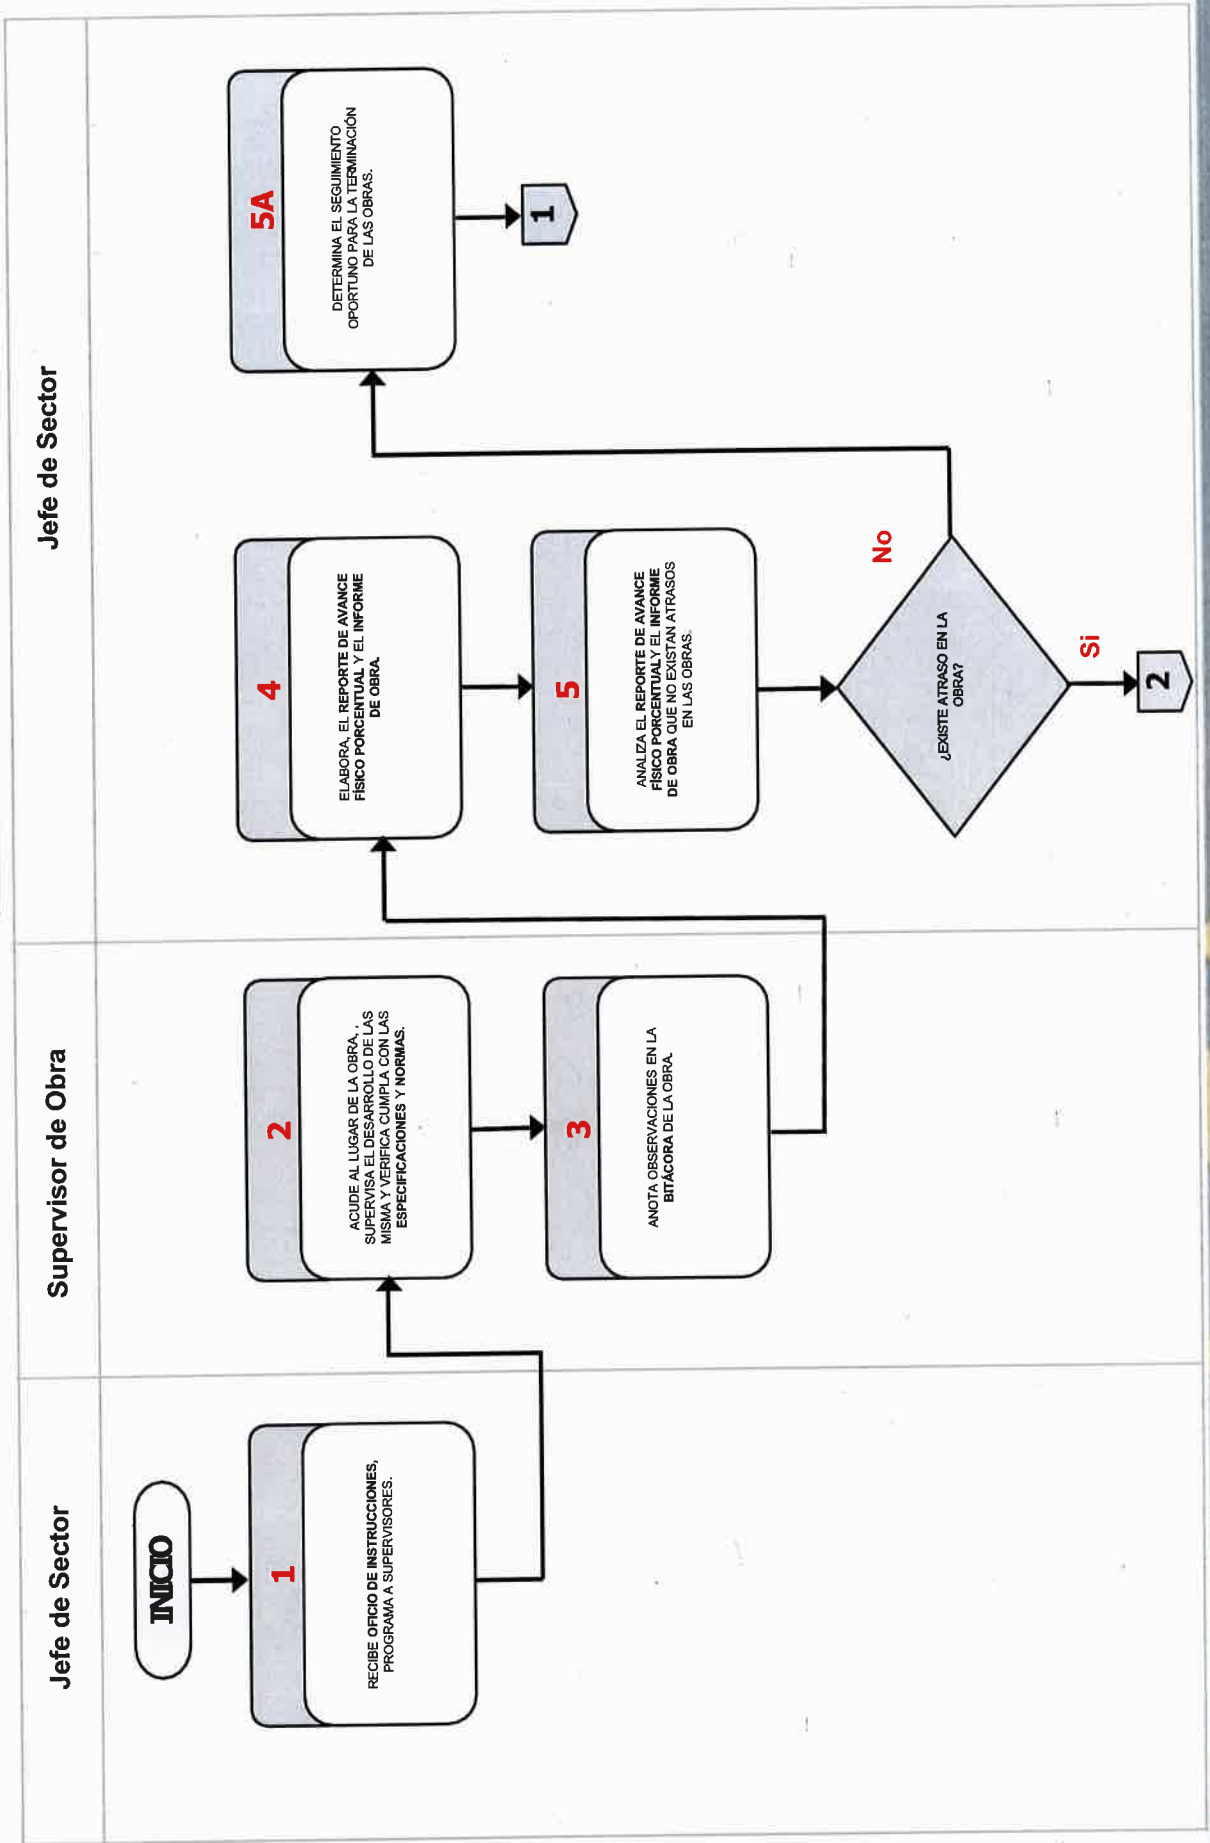 Jefe de Sector
Supervisor de Obra
Jefe de Sector
INICIO
1
RECIBE OFICIO DE INSTRUCCIONES,
PROGRAMA A SUPERVISORES.
2
ACUDE AL LUGAR DE LA OBRA, ,
SUPERVISA EL DESARROLLO DE LAS
MISMA Y VERIFICA CUMPLA CON LAS
ESPECIFICACIONES Y NORMAS.
3
ANOTA OBSERVACIONES EN LA
BITÁCORA DE LA OBRA.
4
ELABORA, EL REPORTE DE AVANCE
FÍSICO PORCENTUAL Y EL INFORME
DE OBRA.
5
ANALIZA EL REPORTE DE AVANCE
FÍSICO PORCENTUAL Y EL INFORME
DE OBRA QUE NO EXISTAN ATRASOS
EN LAS OBRAS.
¿EXISTE ATRASO EN LA
OBRA?
No
Si
2
5A
DETERMINA EL SEGUIMIENTO
OPORTUNO PARA LA TERMINACIÓN
DE LAS OBRAS.
1